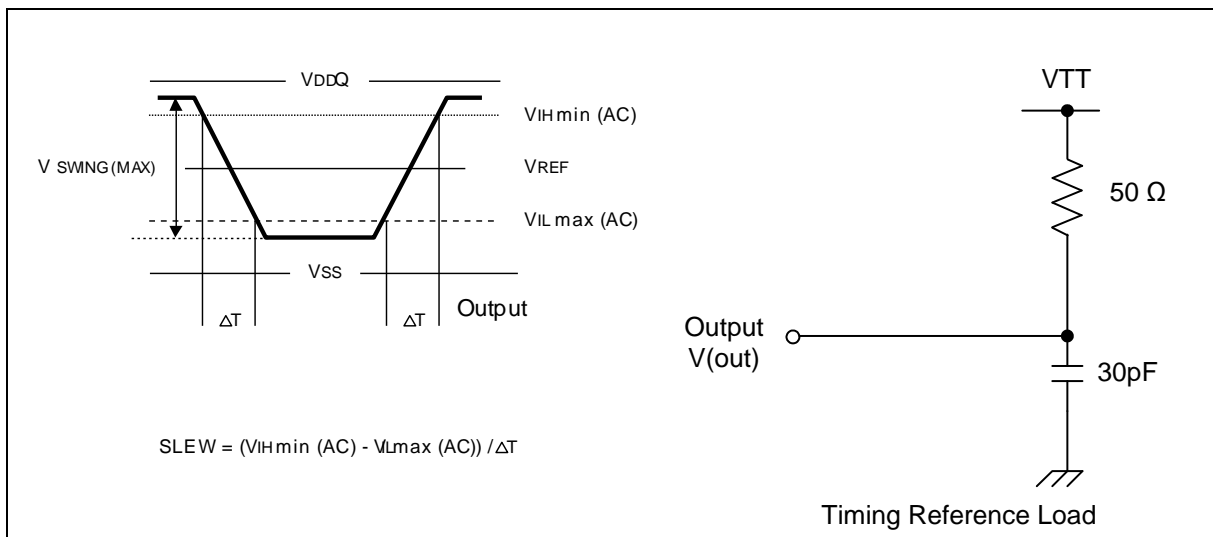 VDDQ
VIH min (AC)
V SWING (MAX)
VREF
VIL max (AC)
VSS
Output
ΔT
ΔT
SLEW = (VIH min (AC) - VIL max (AC)) / ΔT
VTT
50 Ω
Output
V(out)
30pF
Timing Reference Load